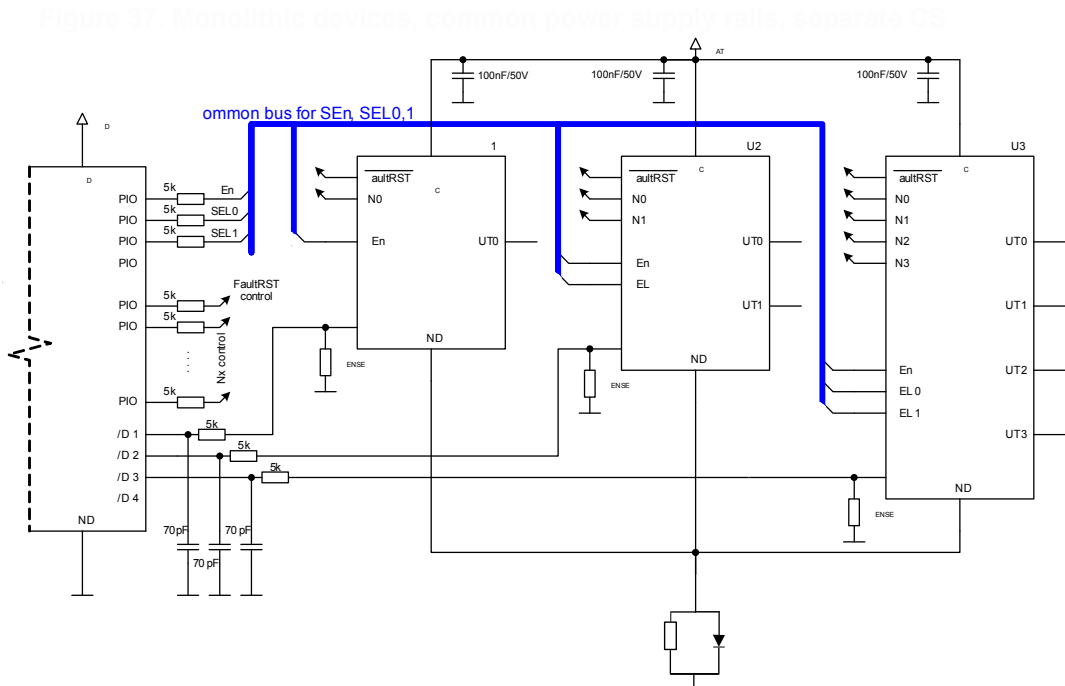 Figure 37. Monolithic devices, common power supply rails, separate CS
AT
100nF/50V
100nF/50V
100nF/50V
ommon bus for SEn, SEL0,1
D
1
U2
U3
D
PIO
5k
En
PIO
5k
SEL0
PIO
5k
SEL1
PIO
PIO
5k
FaultRST
control
PIO
5k
Nx control
PIO
5k
/D 1
5k
/D 2
5k
/D 3
5k
/D 4
ND
70pF
70 pF
70 pF
aultRST
C
N0
En
UT0
ND
ENSE
aultRST
C
N0
N1
UT0
En
EL
UT1
ND
ENSE
aultRST
C
N0
N1
N2
N3
UT0
UT1
En
UT2
EL 0
EL 1
UT3
ND
ENSE